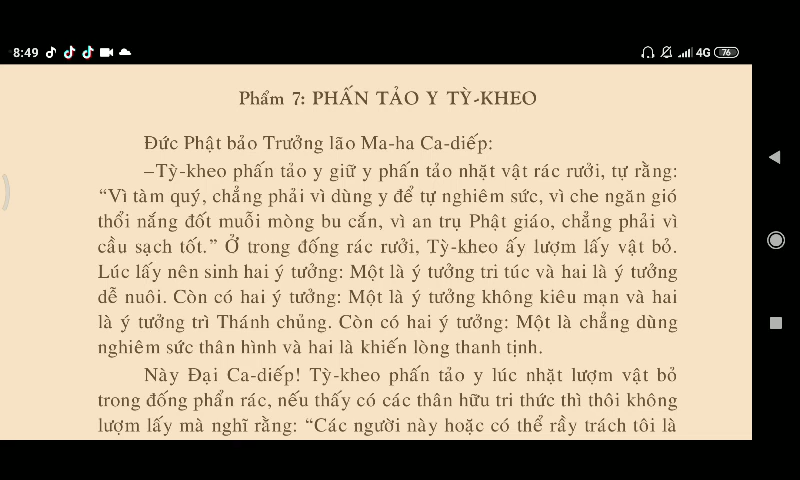 8:49
4G 76
Phẩm 7: PHẤN TẢO Y TỲ-KHEO
Đức Phật bảo Trưởng lão Ma-ha Ca-diếp:
–Tỳ-kheo phấn tảo y giữ y phấn tảo nhặt vật rác rưởi, tự rằng:
“Vì tàm quý, chẳng phải vì dùng y để tự nghiêm sức, vì che ngăn gió
thổi nắng đốt muỗi mòng bu cắn, vì an trụ Phật giáo, chẳng phải vì
cầu sạch tốt.” Ở trong đống rác rưởi, Tỳ-kheo ấy lượm lấy vật bỏ.
Lúc lấy nên sinh hai ý tưởng: Một là ý tưởng tri túc và hai là ý tưởng
dễ nuôi. Còn có hai ý tưởng: Một là ý tưởng không kiêu mạn và hai
là ý tưởng trì Thánh chủng. Còn có hai ý tưởng: Một là chẳng dùng
nghiêm sức thân hình và hai là khiến lòng thanh tịnh.
Này Đại Ca-diếp! Tỳ-kheo phấn tảo y lúc nhặt lượm vật bỏ
trong đống phẩn rác, nếu thấy có các thân hữu tri thức thì thôi không
lượm lấy mà nghĩ rằng: “Các người này hoặc có thể rầy trách tôi là